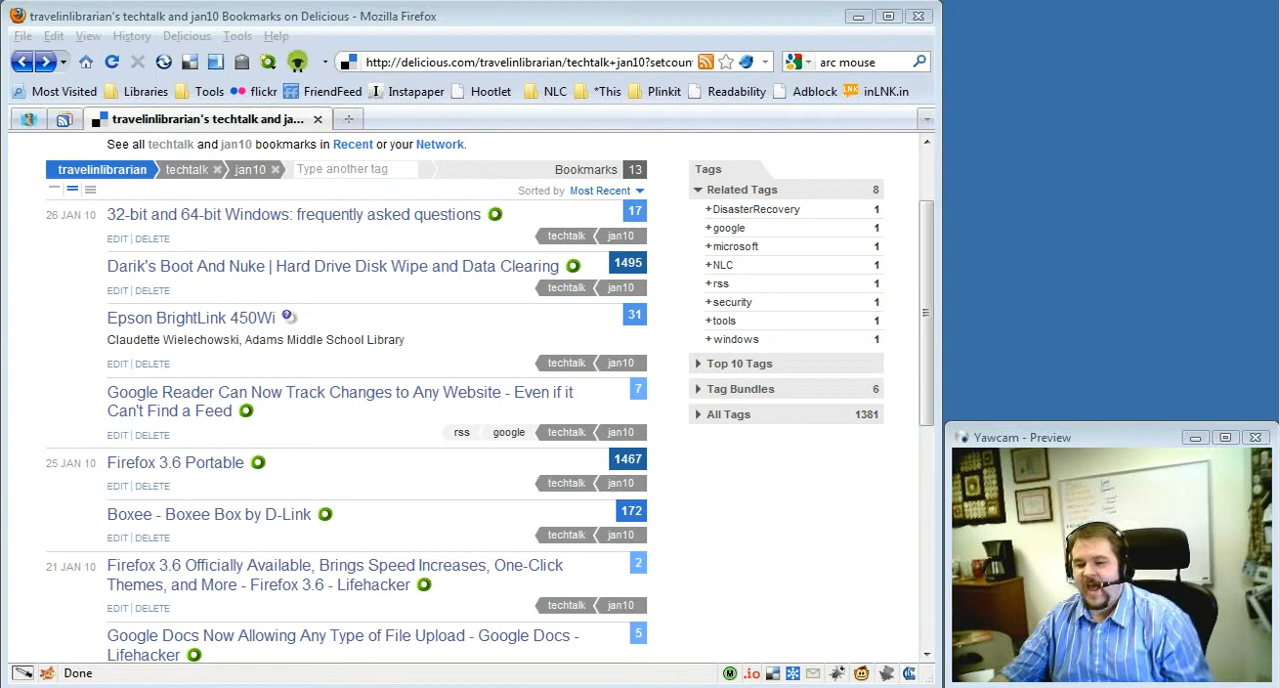 travelinlibrarian's techtalk and jan10 Bookmarks on Delicious - Mozilla Firefox
File Edit View History Delicious Tools Help
http://delicious.com/travelinlibrarian/techtalk+jan10?setcoun arc mouse
Most Visited Libraries Tools flickr FriendFeed Instapaper Hootlet NLC *This Plinkit Readability Adblock inLNK.in
travelinlibrarian's techtalk and ja...
See all techtalk and jan10 bookmarks in Recent or your Network.
travelinlibrarian techtalk jan10 Type another tag Bookmarks 13
Sorted by Most Recent
26 JAN 10 32-bit and 64-bit Windows: frequently asked questions 17
EDIT | DELETE techtalk jan10
Darik's Boot And Nuke | Hard Drive Disk Wipe and Data Clearing 1495
EDIT | DELETE techtalk jan10
Epson BrightLink 450Wi 31
Claudette Wielechowski, Adams Middle School Library
EDIT | DELETE techtalk jan10
Google Reader Can Now Track Changes to Any Website - Even if it 7
Can't Find a Feed
EDIT | DELETE rss google techtalk jan10
25 JAN 10 Firefox 3.6 Portable 1467
EDIT | DELETE techtalk jan10
Boxee - Boxee Box by D-Link 172
EDIT | DELETE techtalk jan10
21 JAN 10 Firefox 3.6 Officially Available, Brings Speed Increases, One-Click 2
Themes, and More - Firefox 3.6 - Lifehacker
EDIT | DELETE techtalk jan10
Google Docs Now Allowing Any Type of File Upload - Google Docs - 5
Lifehacker
Tags
Related Tags 8
+DisasterRecovery 1
+google 1
+microsoft 1
+NLC 1
+rss 1
+security 1
+tools 1
+windows 1
Top 10 Tags
Tag Bundles 6
All Tags 1381
Done
.io
Yawcam - Preview